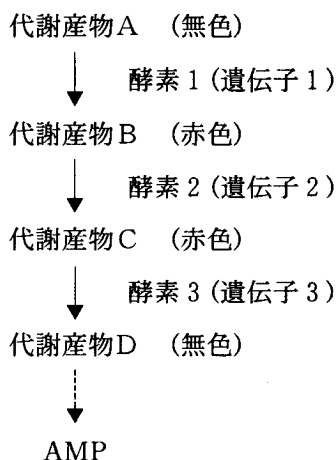 代謝産物A (無色)
酵素1(遺伝子1)
代謝産物B (赤色)
酵素2(遺伝子2)
代謝産物C (赤色)
酵素3(遺伝子3)
代謝産物D (無色)
AMP